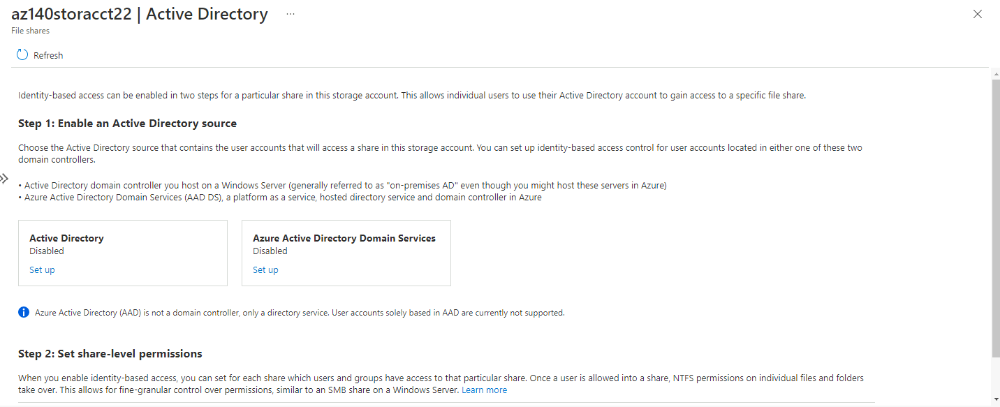 az140storacct22 | Active Directory ...
File shares
Refresh
Identity-based access can be enabled in two steps for a particular share in this storage account. This allows individual users to use their Active Directory account to gain access to a specific file share.
Step 1: Enable an Active Directory source
Choose the Active Directory source that contains the user accounts that will access a share in this storage account. You can set up identity-based access control for user accounts located in either one of these two
domain controllers.
• Active Directory domain controller you host on a Windows Server (generally referred to as "on-premises AD" even though you might host these servers in Azure)
• Azure Active Directory Domain Services (AAD DS), a platform as a service, hosted directory service and domain controller in Azure
Active Directory
Disabled
Set up
Azure Active Directory Domain Services
Disabled
Set up
Azure Active Directory (AAD) is not a domain controller, only a directory service. User accounts solely based in AAD are currently not supported.
Step 2: Set share-level permissions
When you enable identity-based access, you can set for each share which users and groups have access to that particular share. Once a user is allowed into a share, NTFS permissions on individual files and folders
take over. This allows for fine-granular control over permissions, similar to an SMB share on a Windows Server. Learn more